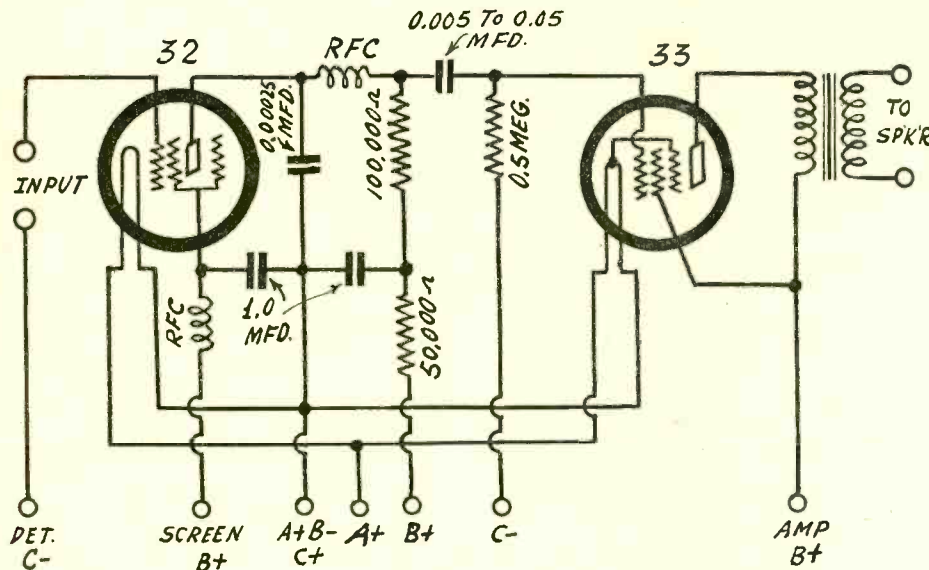 0.005 TO 0.05
MFD.
32
RFC
33
0.00025
MFD.
100,000Ω
0.5 MEG.
TO
SP'K'R
INPUT
1.0
MFD.
RFC
50,000Ω
DET.
C-
SCREEN
B+
A+B-
C+
A+
B+
C-
AMP
B+